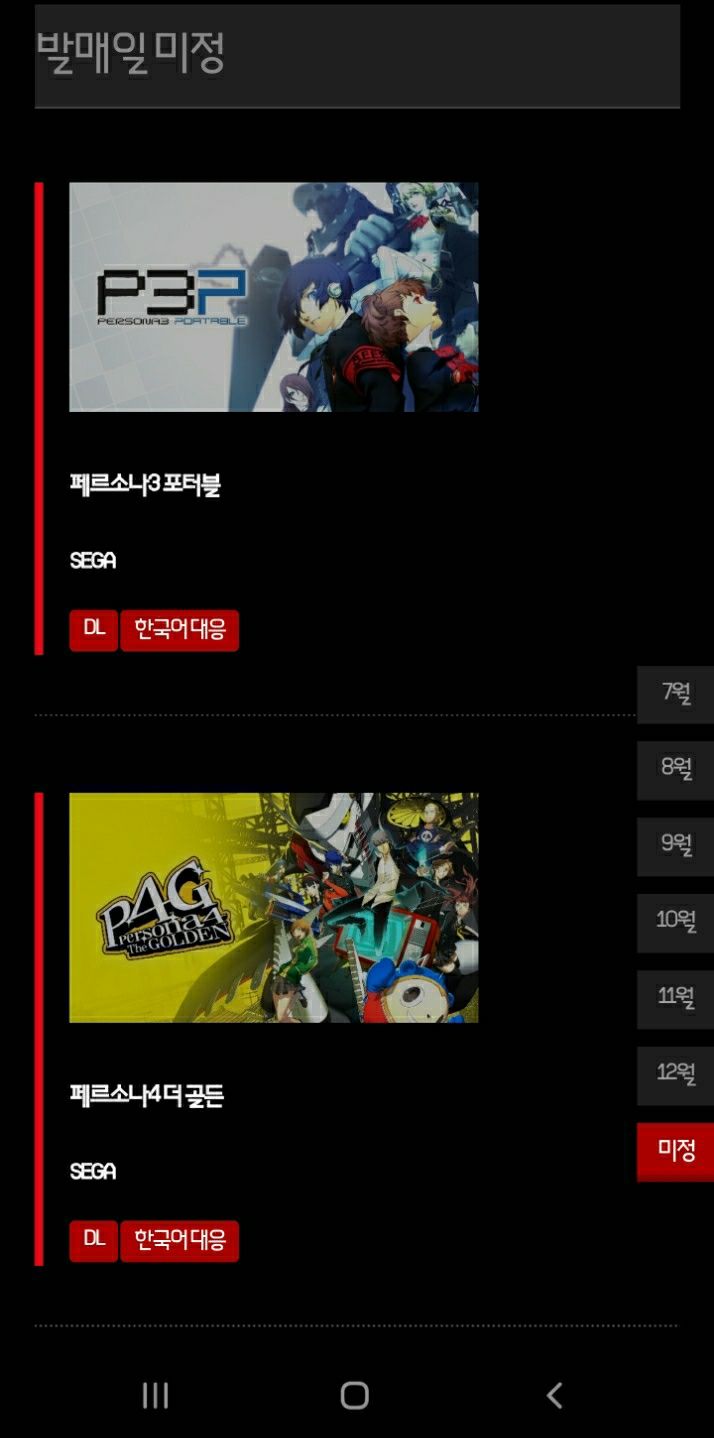 발매일 미정
P3P
PERSONA3 PORTABLE
페르소나3 포터블
SEGA
DL
한국어 대응
7월
8월
9월
10월
11월
12월
미정
P4G
Persona4
The GOLDEN
페르소나4 더 골든
SEGA
DL
한국어 대응